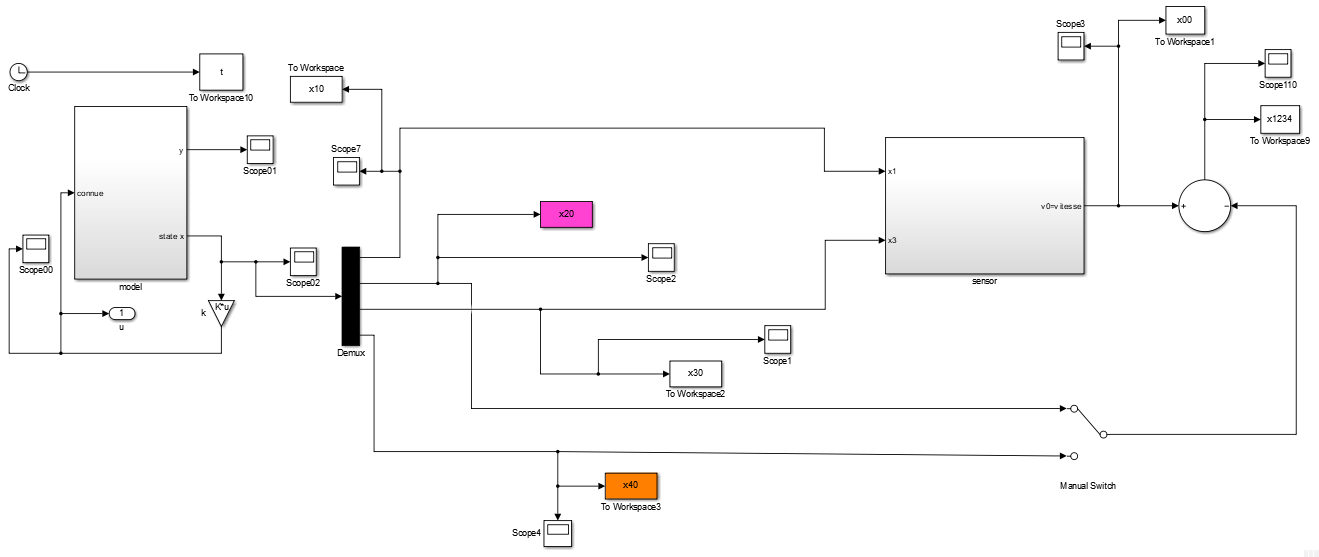 x00
To Workspace1
Scope3
Scope110
Clock
t
To Workspace10
To Workspace
x10
x1234
To Workspace9
y
Scope01
Scope7
x1
connue
v0=vitesse
+
−
x20
state x
x3
Scope00
Scope02
Scope2
sensor
model
K*u
k
1
u
Demux
Scope1
x30
To Workspace2
Manual Switch
x40
To Workspace3
Scope4